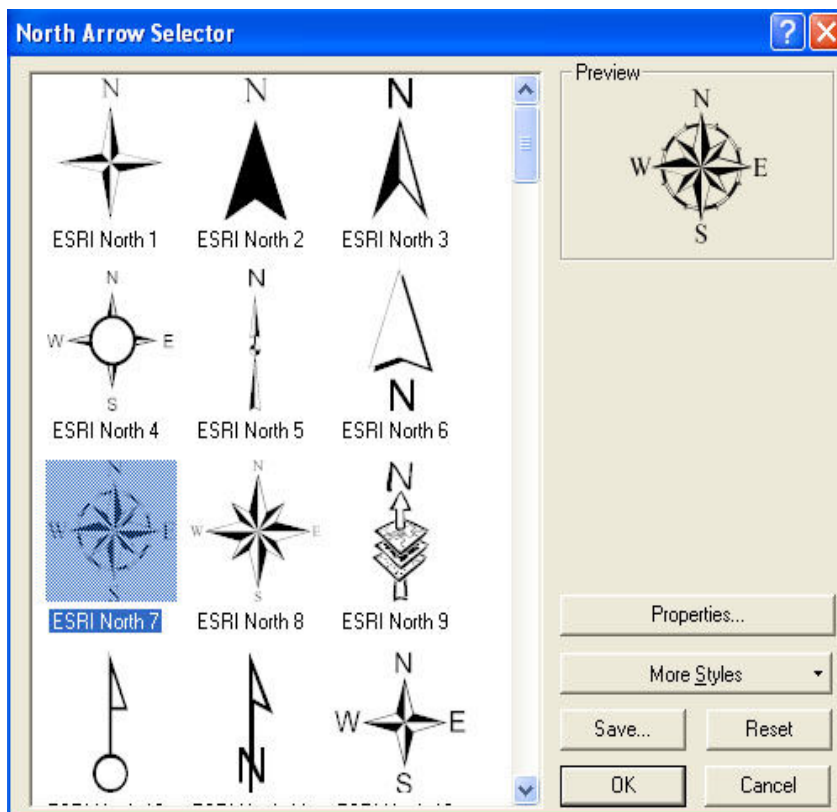 North Arrow Selector
Preview
N N N
N
W E
S
ESRI North 1 ESRI North 2 ESRI North 3
N N
W E
S
N
ESRI North 4 ESRI North 5 ESRI North 6
N N N
W E W E
S S
ESRI North 7 ESRI North 8 ESRI North 9
Properties...
More Styles
N
W E
N S
Save... Reset
OK Cancel